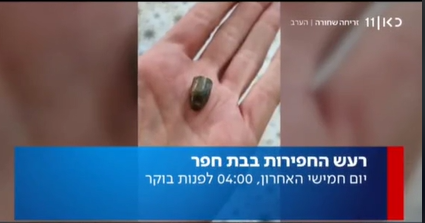 כאן 11 | זריחה שחורה | הערב
רעש החפירות בבת חפר
יום חמישי האחרון, 04:00 לפנות בוקר